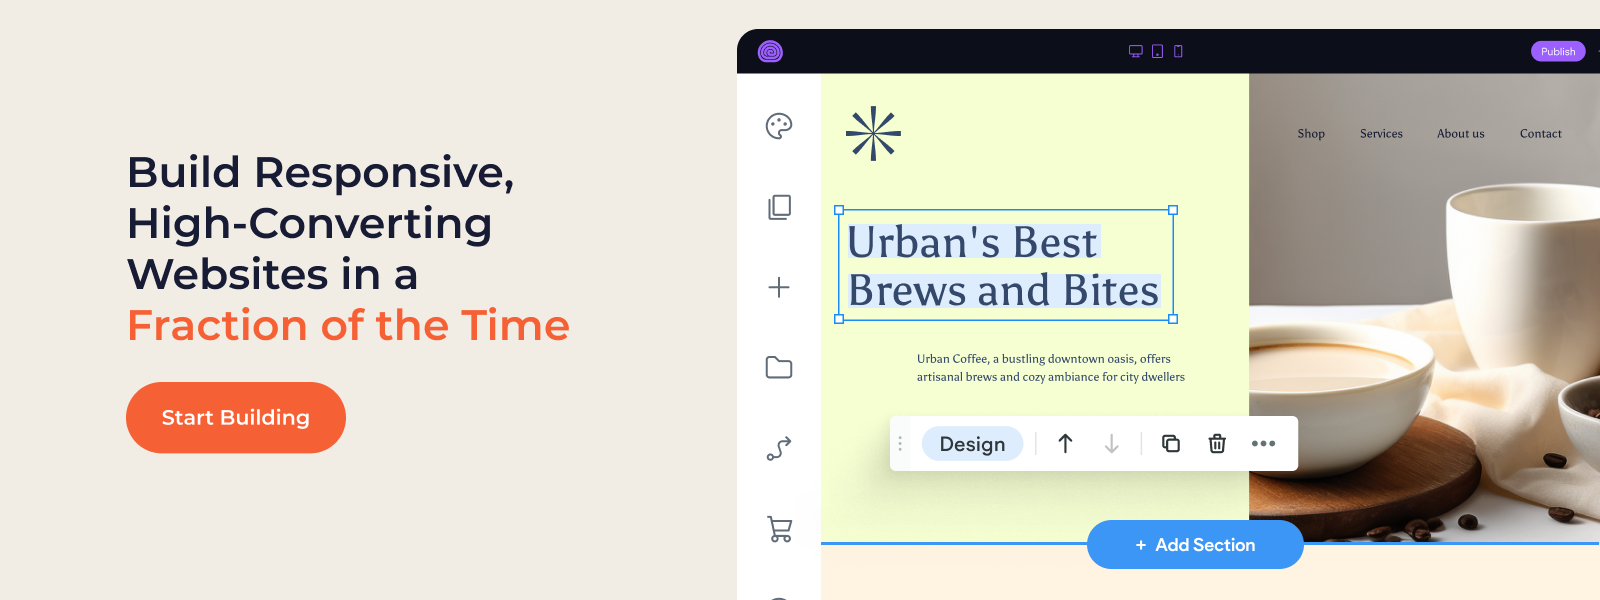 Build Responsive,
High-Converting
Websites in a
Fraction of the Time
Start Building
Publish
Shop Services About us Contact
Urban's Best
Brews and Bites
Urban Coffee, a bustling downtown oasis, offers
artisanal brews and cozy ambiance for city dwellers
Design
+ Add Section